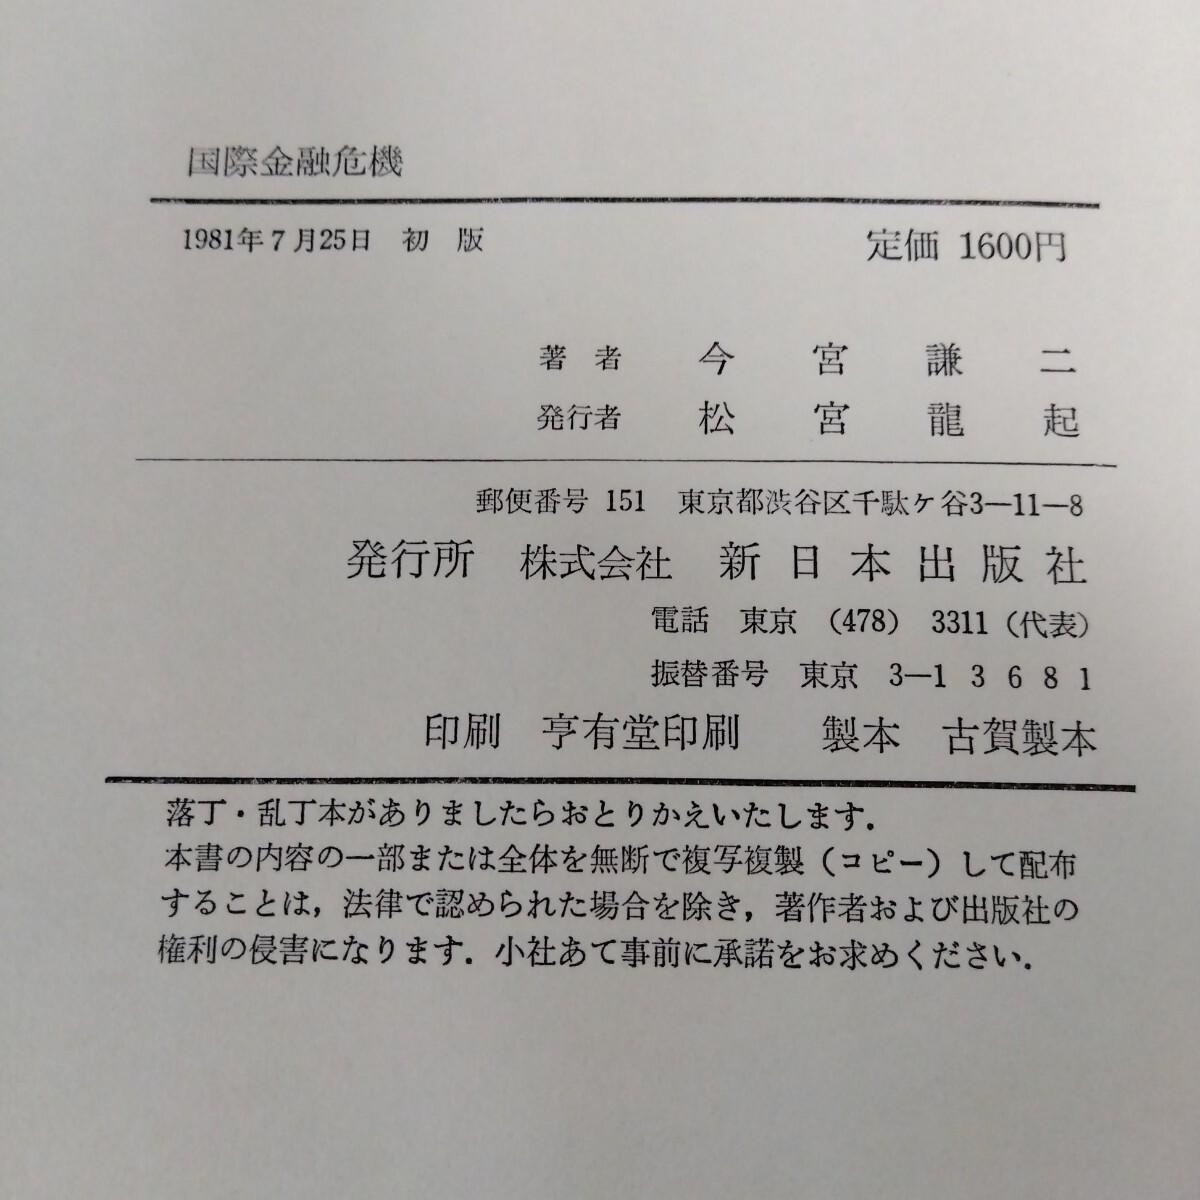 国際金融危機
1981年7月25日 初版 定価 1600円
著者 今宮謙二
発行者 松宮龍起
郵便番号 151 東京都渋谷区千駄ケ谷3—11—8
発行所 株式会社 新日本出版社
電話 東京 (478) 3311 (代表)
振替番号 東京 3—13681
印刷 亨有堂印刷 製本 古賀製本
落丁・乱丁本がありましたらおとりかえいたします.
本書の内容の一部または全体を無断で複写複製(コピー)して配布
することは,法律で認められた場合を除き,著作者および出版社の
権利の侵害になります.小社あて事前に承諾をお求めください.